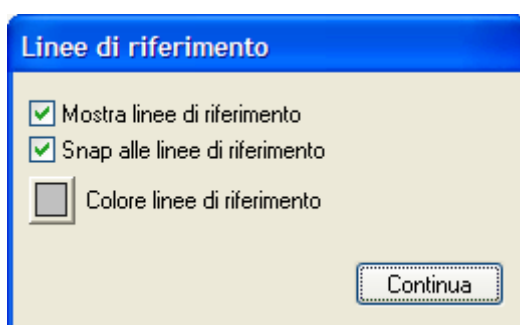 Linee di riferimento
Mostra linee di riferimento
Snap alle linee di riferimento
Colore linee di riferimento
Continua